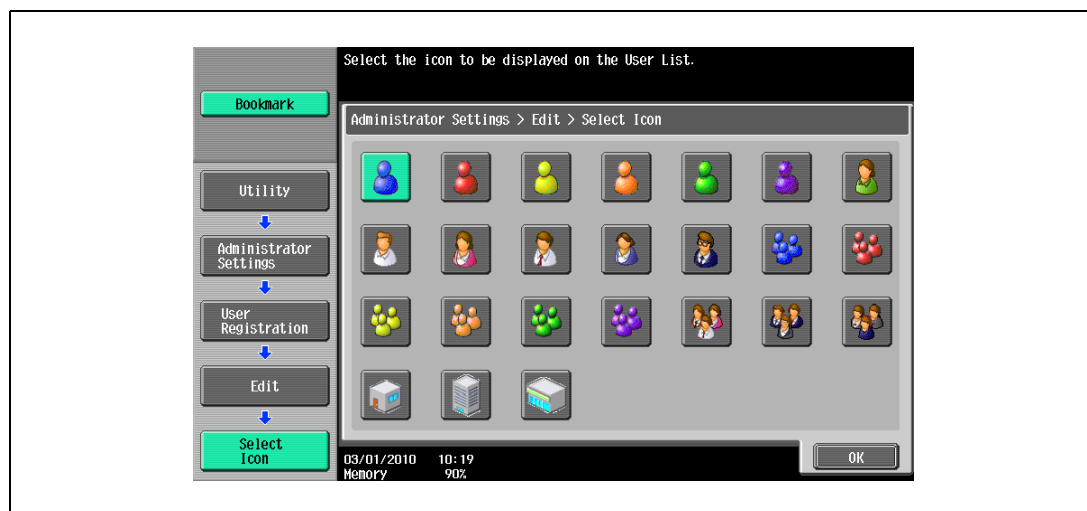 Select the icon to be displayed on the User List.
Bookmark
Administrator Settings > Edit > Select Icon
Utility
Administrator
Settings
User
Registration
Edit
Select
Icon
03/01/2010 10:19
Memory 90%
OK